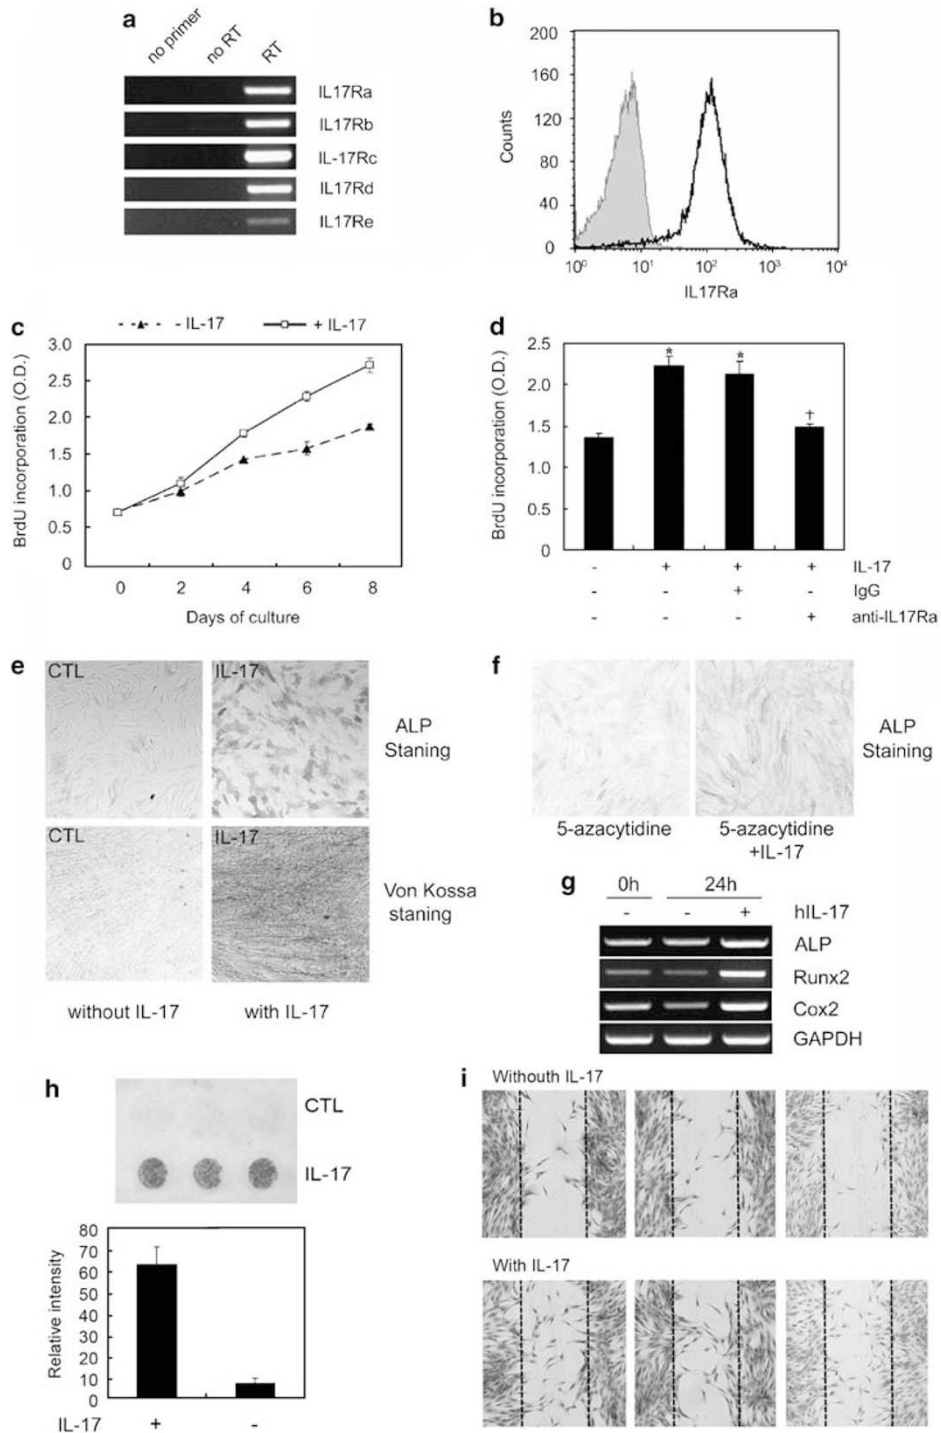 a
no primer
no RT
RT
IL17Ra
IL17Rb
IL-17Rc
IL17Rd
IL17Re
b
Counts
200
160
120
80
40
0
10⁰ 10¹ 10² 10³ 10⁴
IL17Ra
c
- IL-17 + IL-17
BrdU incorporation (O.D.)
3.0
2.5
2.0
1.5
1.0
0.5
0
0 2 4 6 8
Days of culture
d
BrdU incorporation (O.D.)
2.5
2.0
1.5
1.0
0.5
0
* * †
- + + + IL-17
- - + - IgG
- - - + anti-IL17Ra
e
CTL IL-17
ALP
Staning
CTL IL-17
Von Kossa
staning
without IL-17 with IL-17
f
ALP
Staining
5-azacytidine 5-azacytidine
+IL-17
g
0h 24h
- - + hIL-17
ALP
Runx2
Cox2
GAPDH
h
CTL
IL-17
Relative intensity
80
70
60
50
40
30
20
10
0
IL-17 + -
i
Withouth IL-17
With IL-17